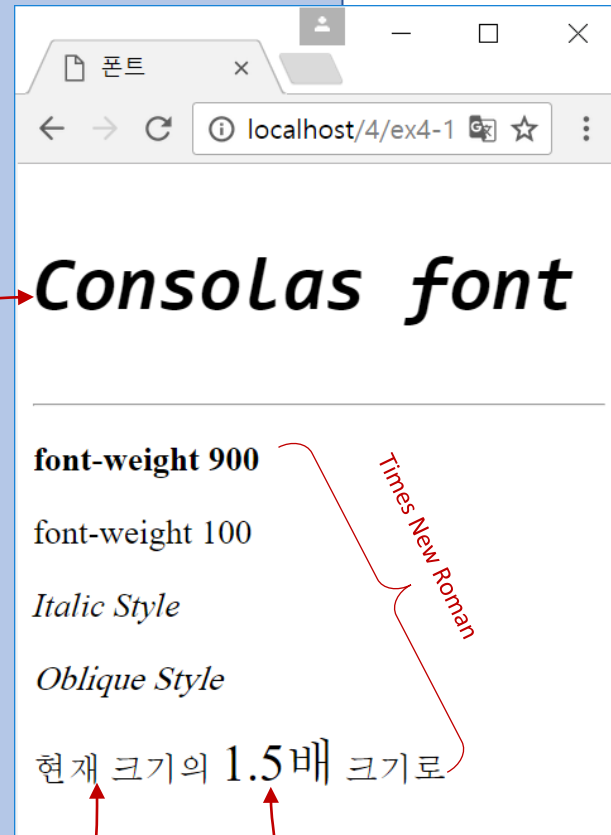 폰트
localhost/4/ex4-1
Consolas font
font-weight 900
font-weight 100
Italic Style
Oblique Style
현재 크기의 1.5배 크기로
Times New Roman